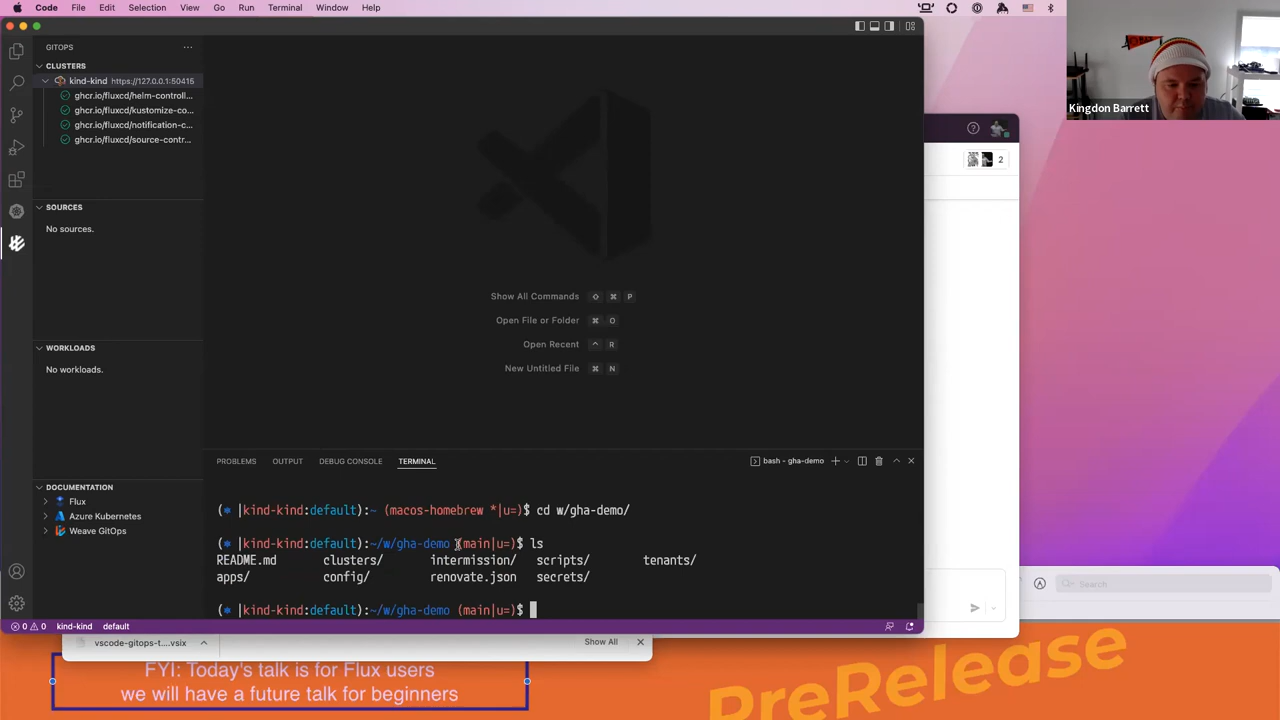 Code File Edit Selection View Go Run Terminal Window Help
Kingdon Barrett
GITOPS ···
CLUSTERS
kind-kind https://127.0.0.1:50415
ghcr.io/fluxcd/helm-controll...
ghcr.io/fluxcd/kustomize-co...
ghcr.io/fluxcd/notification-c...
ghcr.io/fluxcd/source-contr...
2
SOURCES
No sources.
Show All Commands ⇧ ⌘ P
Open File or Folder ⌘ O
Open Recent ⌃ R
New Untitled File ⌘ N
WORKLOADS
No workloads.
PROBLEMS OUTPUT DEBUG CONSOLE TERMINAL
bash - gha-demo
DOCUMENTATION
Flux
Azure Kubernetes
Weave GitOps
(⎈ |kind-kind:default):~ (macos-homebrew *|u=)$ cd w/gha-demo/
(⎈ |kind-kind:default):~/w/gha-demo (main|u=)$ ls
README.md clusters/ intermission/ scripts/ tenants/
apps/ config/ renovate.json secrets/
(⎈ |kind-kind:default):~/w/gha-demo (main|u=)$
Search
0 0 kind-kind default
vscode-gitops-t....vsix
Show All
FYI: Today's talk is for Flux users
we will have a future talk for beginners
PreRelease